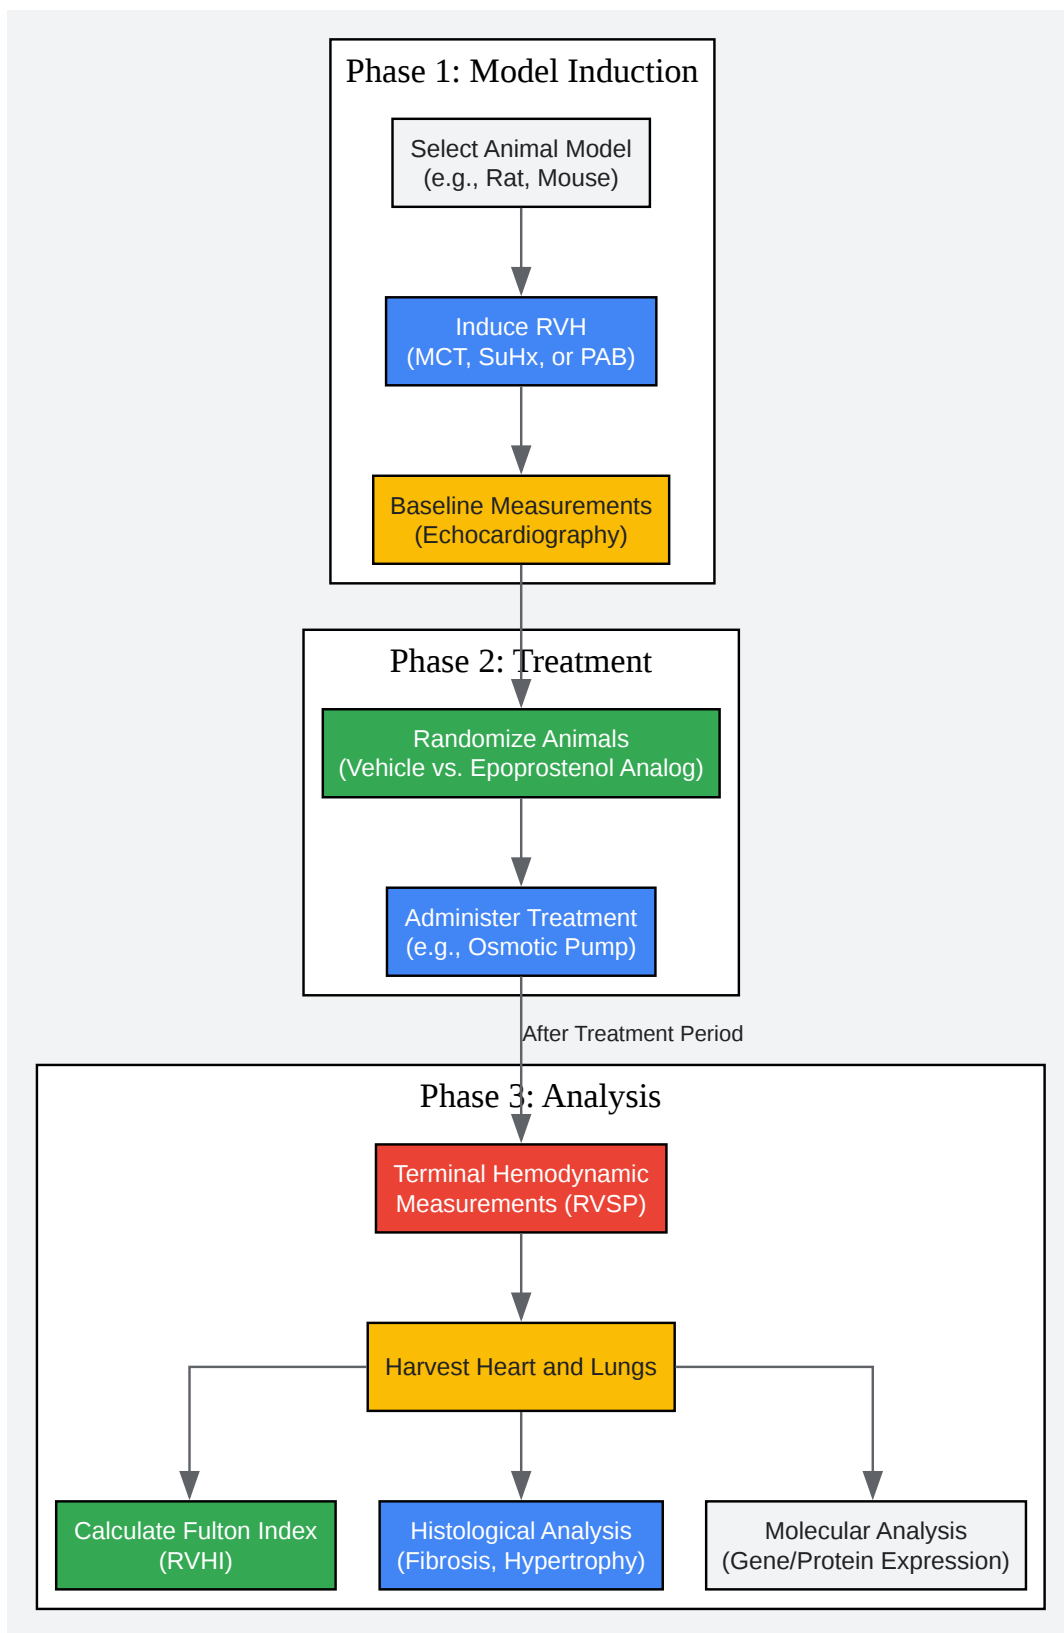 Phase 1: Model Induction
Select Animal Model
(e.g., Rat, Mouse)
Induce RVH
(MCT, SuHx, or PAB)
Baseline Measurements
(Echocardiography)
Phase 2: Treatment
Randomize Animals
(Vehicle vs. Epoprostenol Analog)
Administer Treatment
(e.g., Osmotic Pump)
After Treatment Period
Phase 3: Analysis
Terminal Hemodynamic
Measurements (RVSP)
Harvest Heart and Lungs
Calculate Fulton Index
(RVHI)
Histological Analysis
(Fibrosis, Hypertrophy)
Molecular Analysis
(Gene/Protein Expression)